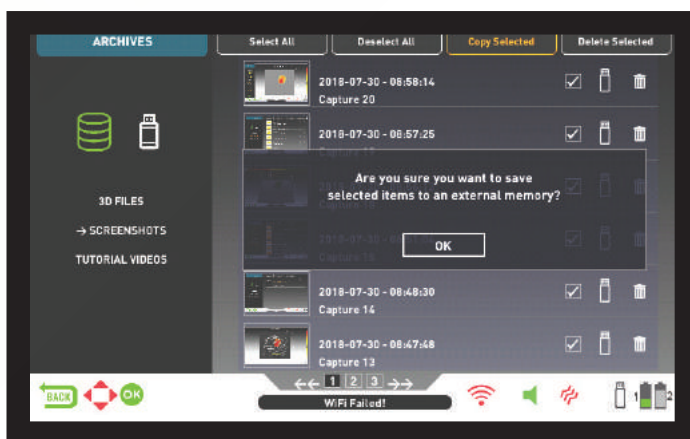 ARCHIVES
Select All
Deselect All
Copy Selected
Delete Selected
2018-07-30 - 08:58:14
Capture 20
2018-07-30 - 08:57:25
Are you sure you want to save
selected items to an external memory?
OK
3D FILES
→ SCREENSHOTS
TUTORIAL VIDEOS
2018-07-30 - 08:48:30
Capture 14
2018-07-30 - 08:47:48
Capture 13
BACK
OK
←← 1 2 3 →→
WiFi Failed!
1
2